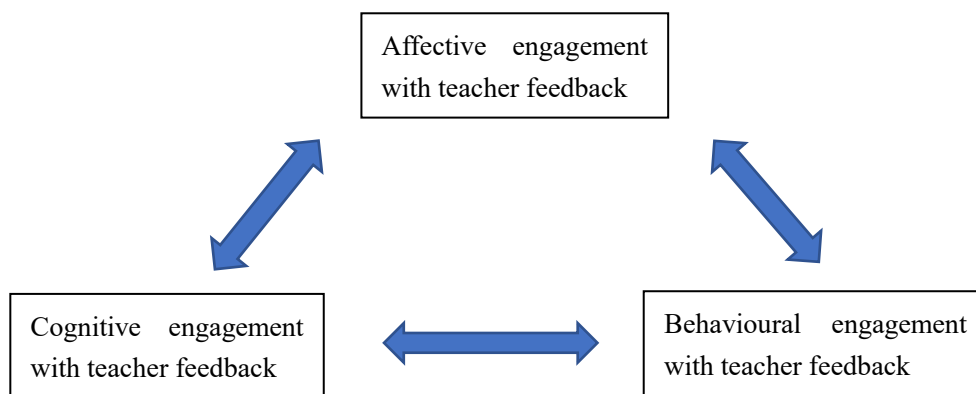 Affective engagement
with teacher feedback
Cognitive engagement
with teacher feedback
Behavioural engagement
with teacher feedback